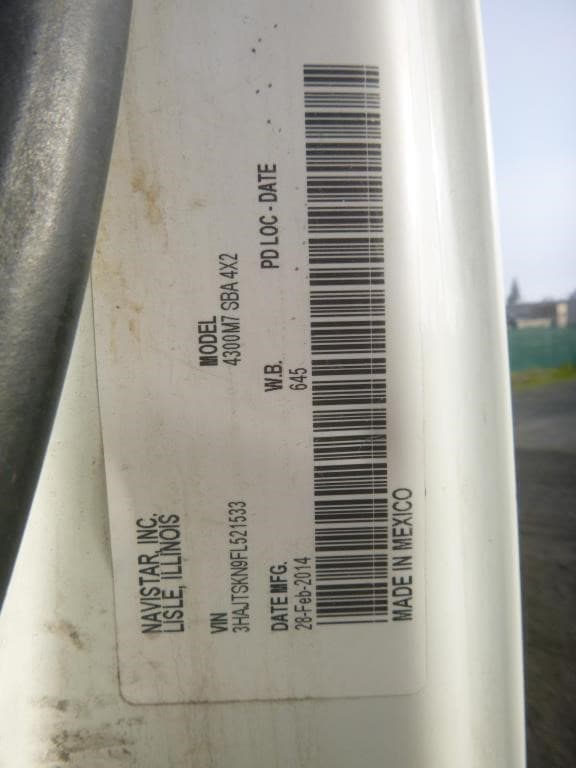 NAVISTAR, INC.
LISLE, ILLINOIS
VIN
3HAJTSKN9FL521533
MODEL
4300M7 SBA 4X2
DATE MFG.
28-Feb-2014
W.B.
645
PD LOC - DATE
MADE IN MEXICO